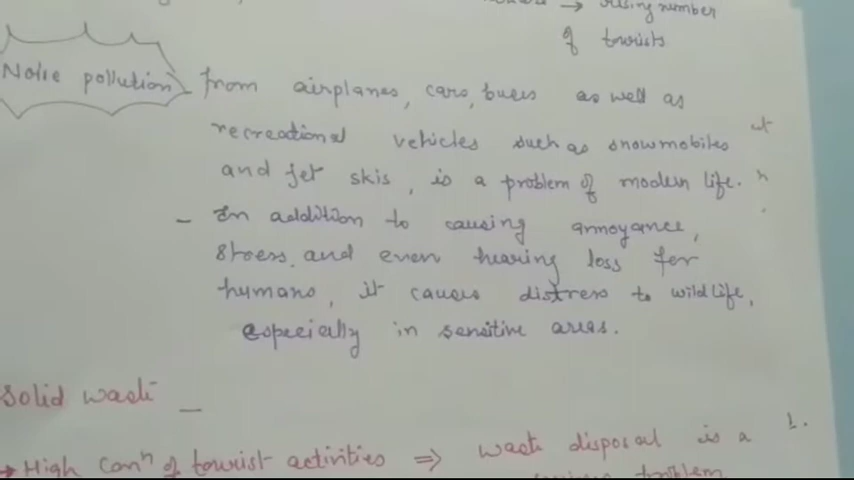 → rising number
of tourists
Noise pollution - from airplanes, cars, buses as well as
recreational vehicles such as snowmobiles
and jet skis, is a problem of modern life.
- In addition to causing annoyance,
stress and even hearing loss for
humans, it causes distress to wildlife,
especially in sensitive areas.
Solid waste -
→ High conⁿ of tourist activities ⇒ waste disposal is a
problem